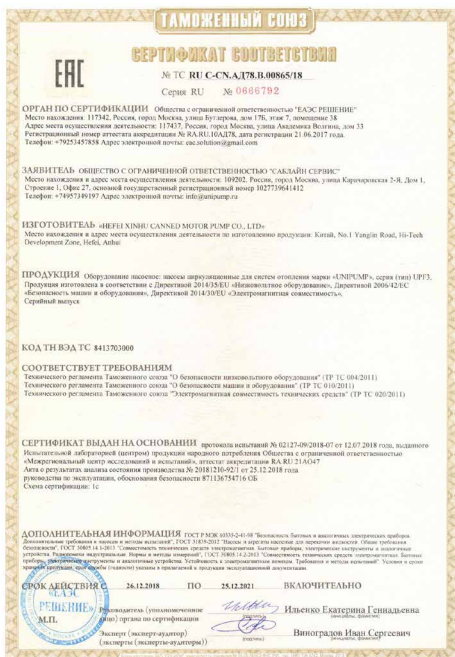 ТАМОЖЕННЫЙ СОЮЗ
ЕАС
СЕРТИФИКАТ СООТВЕТСТВИЯ
№ ТС RU C-CN.АД78.В.00865/18
Серия RU № 0666792
ОРГАН ПО СЕРТИФИКАЦИИ Общества с ограниченной ответственностью "ЕАЭС РЕШЕНИЕ"
Место нахождения: 117342, Россия, город Москва, улица Бутлерова, дом 17Б, этаж 7, помещение 38
Адрес места осуществления деятельности: 117437, Россия, город Москва, улица Академика Волгина, дом 33
Регистрационный номер аттестата аккредитации № RA.RU.10АД78, дата регистрации 21.06.2017 года.
Телефон: +79253457858 Адрес электронной почты: eac.solution@gmail.com
ЗАЯВИТЕЛЬ ОБЩЕСТВО С ОГРАНИЧЕННОЙ ОТВЕТСТВЕННОСТЬЮ "САБЛАЙН СЕРВИС"
Место нахождения и адрес места осуществления деятельности: 109202, Россия, город Москва, улица Карачаровская 2-Я, Дом 1,
Строение 1, Офис 27, основной государственный регистрационный номер 1027739641412
Телефон: +74957349197 Адрес электронной почты: info@unipump.ru
ИЗГОТОВИТЕЛЬ «HEFEI XINHU CANNED MOTOR PUMP CO., LTD»
Место нахождения и адрес места осуществления деятельности по изготовлению продукции: Китай, No.1 Yanglin Road, Hi-Tech
Development Zone, Hefei, Anhui
ПРОДУКЦИЯ Оборудование насосное: насосы циркуляционные для систем отопления марки «UNIPUMP», серия (тип) UPF3.
Продукция изготовлена в соответствии с Директивой 2014/35/EU «Низковольтное оборудование», Директивой 2006/42/EC
«Безопасность машин и оборудования», Директивой 2014/30/EU «Электромагнитная совместимость».
Серийный выпуск
КОД ТН ВЭД ТС 8413703000
СООТВЕТСТВУЕТ ТРЕБОВАНИЯМ
Технического регламента Таможенного союза "О безопасности низковольтного оборудования" (ТР ТС 004/2011)
Технического регламента Таможенного союза "О безопасности машин и оборудования" (ТР ТС 010/2011)
Технического регламента Таможенного союза "Электромагнитная совместимость технических средств" (ТР ТС 020/2011)
СЕРТИФИКАТ ВЫДАН НА ОСНОВАНИИ протокола испытаний № 02127-09/2018-07 от 12.07.2018 года, выданного
Испытательной лабораторией (центром) продукции народного потребления Общества с ограниченной ответственностью
«Межрегиональный центр исследований и испытаний», аттестат аккредитации RA.RU.21АО47
Акта о результатах анализа состояния производства № 20181210-92/1 от 25.12.2018 года
руководства по эксплуатации, обоснования безопасности 871136754716 ОБ
Схема сертификации: 1с
ДОПОЛНИТЕЛЬНАЯ ИНФОРМАЦИЯ
СРОК ДЕЙСТВИЯ С 26.12.2018 ПО 25.12.2021 ВКЛЮЧИТЕЛЬНО
«ЕАЭС РЕШЕНИЕ»
М.П.
Руководитель (уполномоченное
лицо) органа по сертификации
Ильенко Екатерина Геннадьевна
Эксперт (эксперт-аудитор)
(эксперты (эксперты-аудиторы))
Виноградов Иван Сергеевич